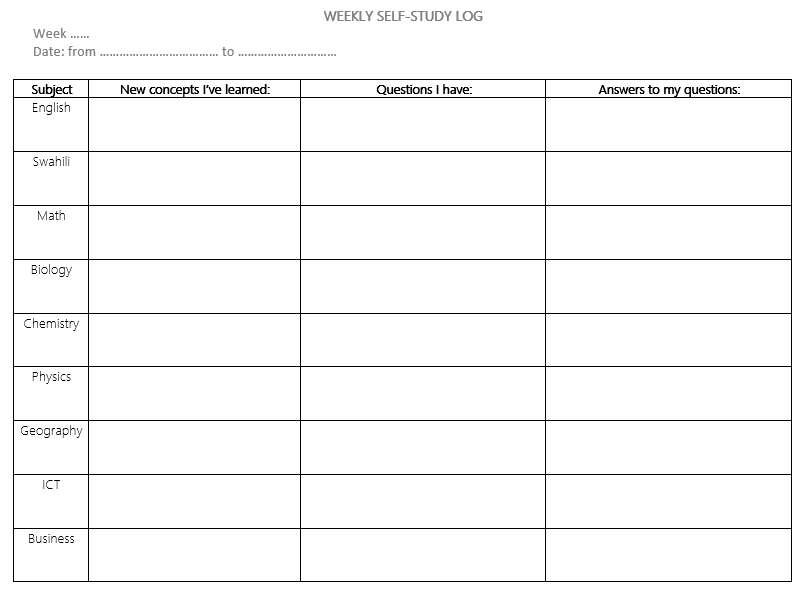 WEEKLY SELF-STUDY LOG
Week ......
Date: from .................................... to ..............................
Subject New concepts I've learned: Questions I have: Answers to my questions:
English
Swahili
Math
Biology
Chemistry
Physics
Geography
ICT
Business